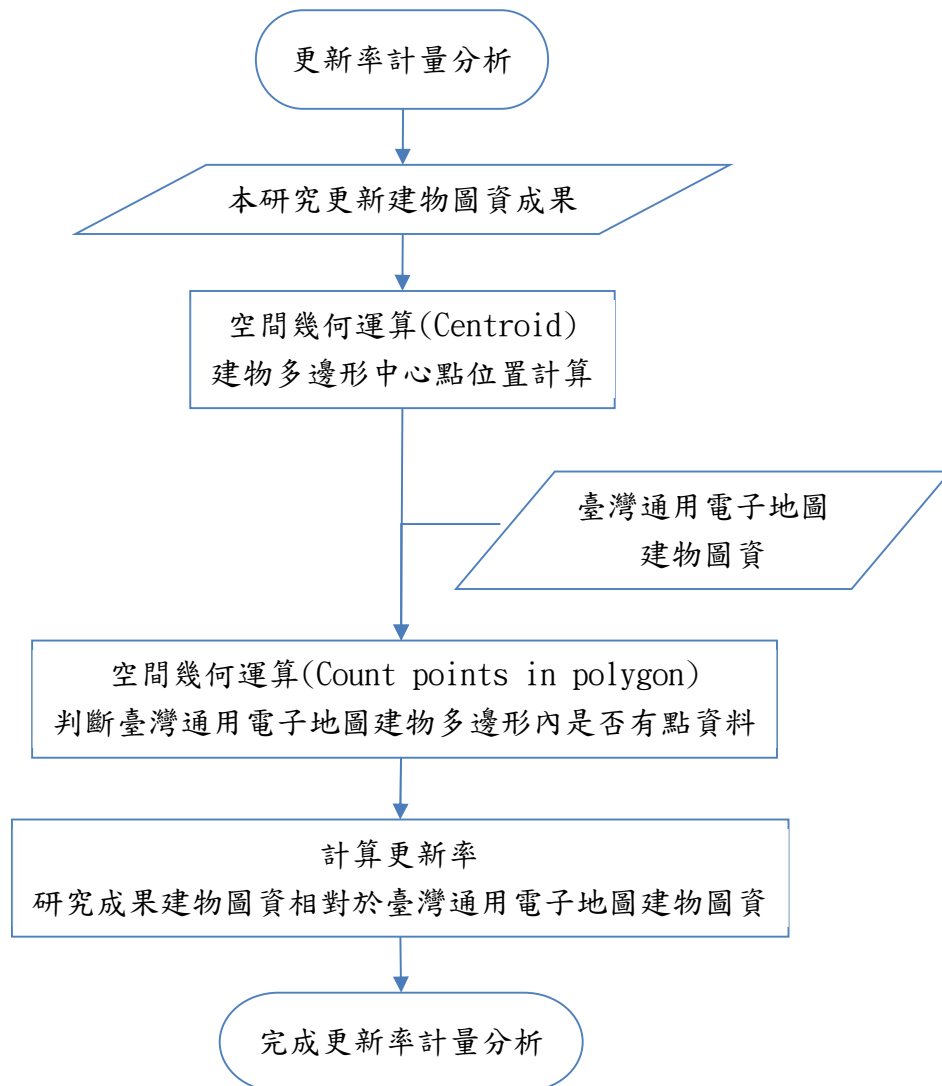 更新率計量分析
本研究更新建物圖資成果
空間幾何運算(Centroid)
建物多邊形中心點位置計算
臺灣通用電子地圖
建物圖資
空間幾何運算(Count points in polygon)
判斷臺灣通用電子地圖建物多邊形內是否有點資料
計算更新率
研究成果建物圖資相對於臺灣通用電子地圖建物圖資
完成更新率計量分析